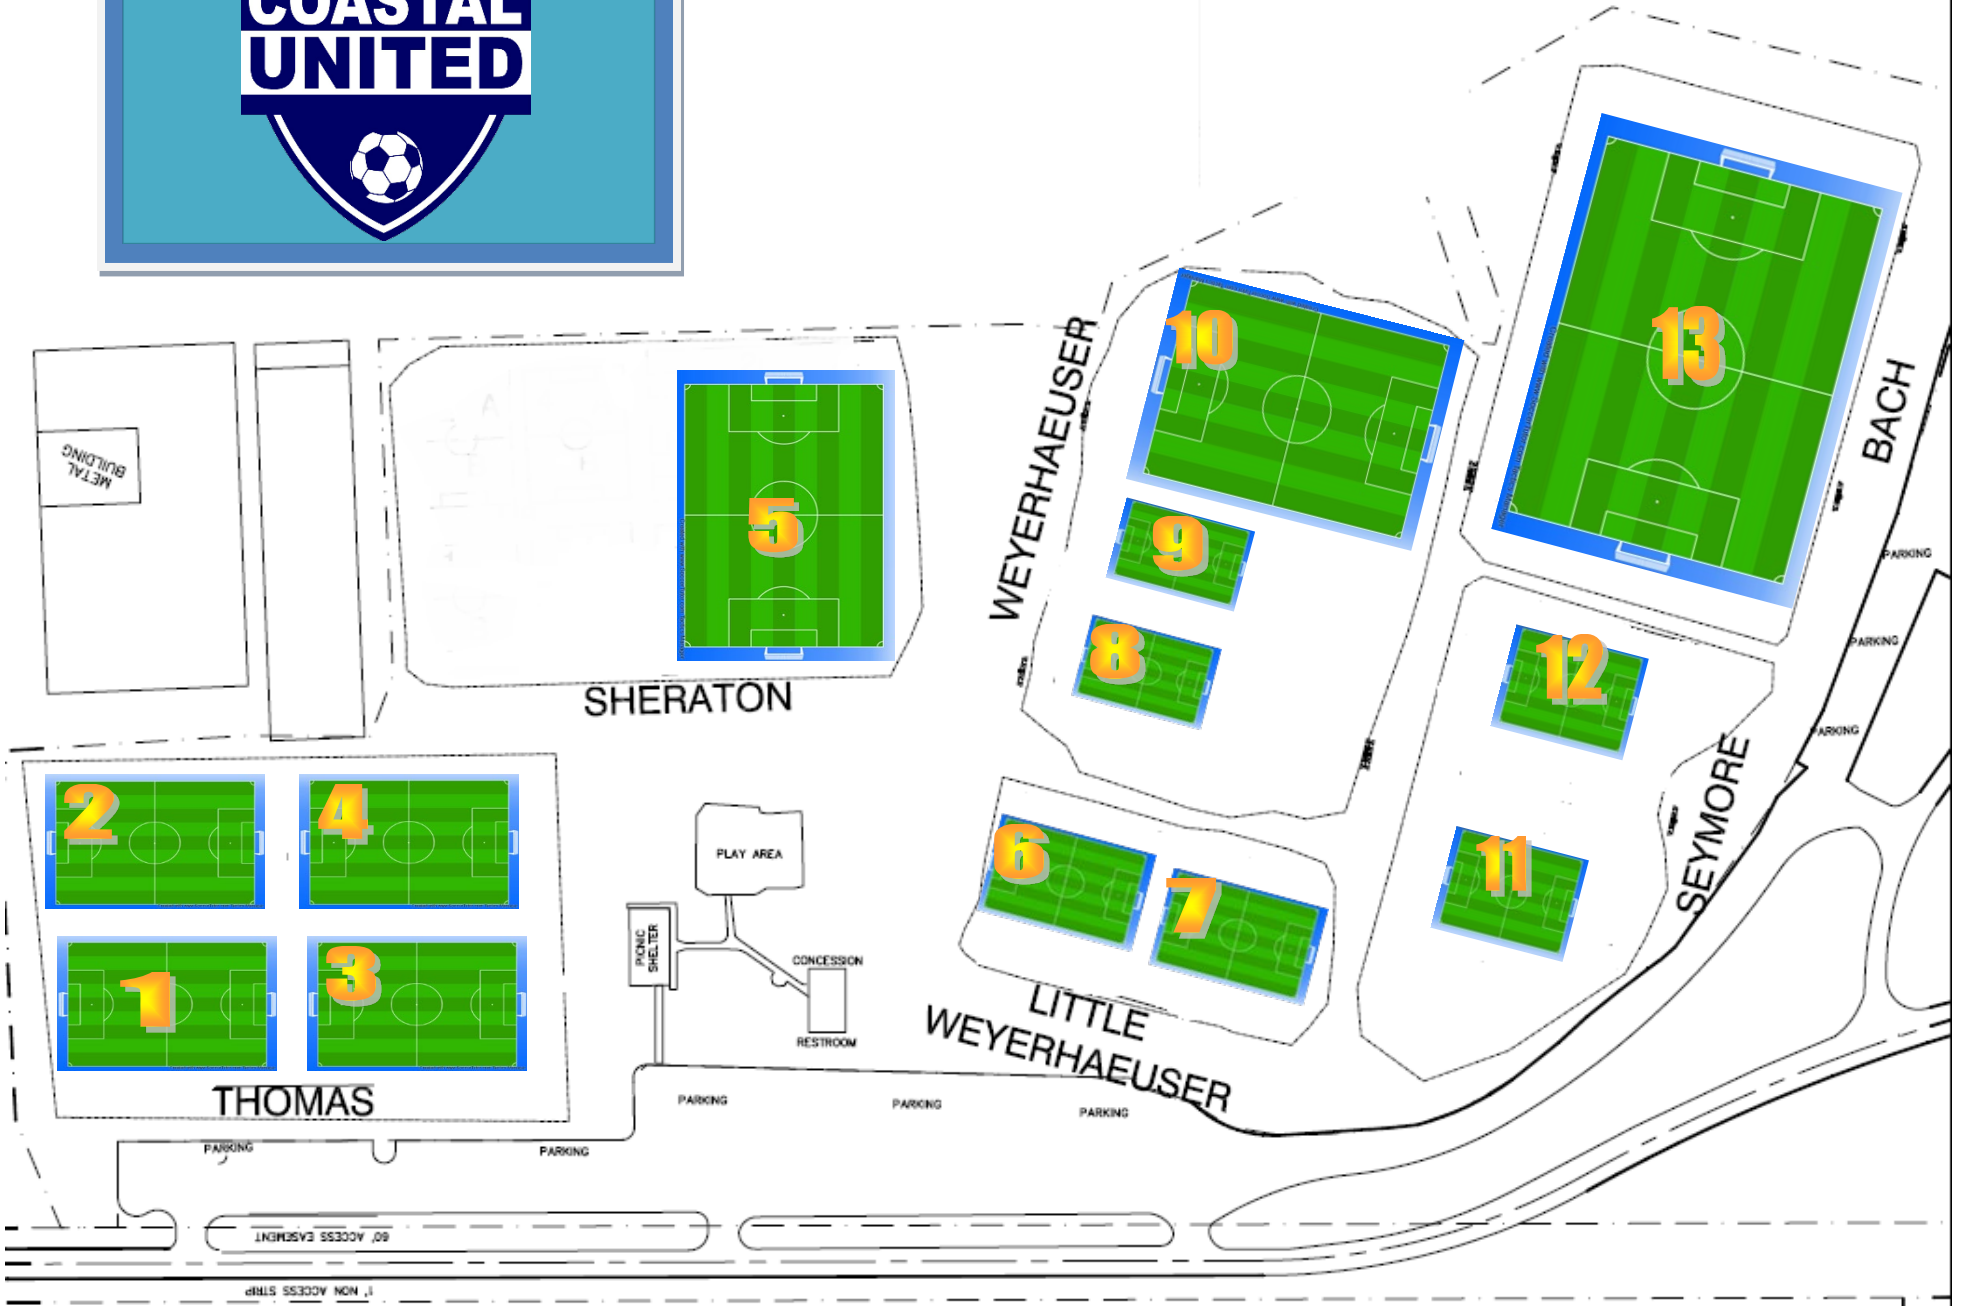 COASTAL
UNITED
METAL
BUILDING
SHERATON
5
WEYERHAEUSER
10
9
8
13
BACH
PARKING
PARKING
PARKING
12
11
SEYMORE
2
4
1
3
THOMAS
PLAY AREA
PICNIC
SHELTER
CONCESSION
RESTROOM
6
7
LITTLE
WEYERHAEUSER
PARKING
PARKING
PARKING
PARKING
PARKING
60' ACCESS EASEMENT
1' NON ACCESS STRIP